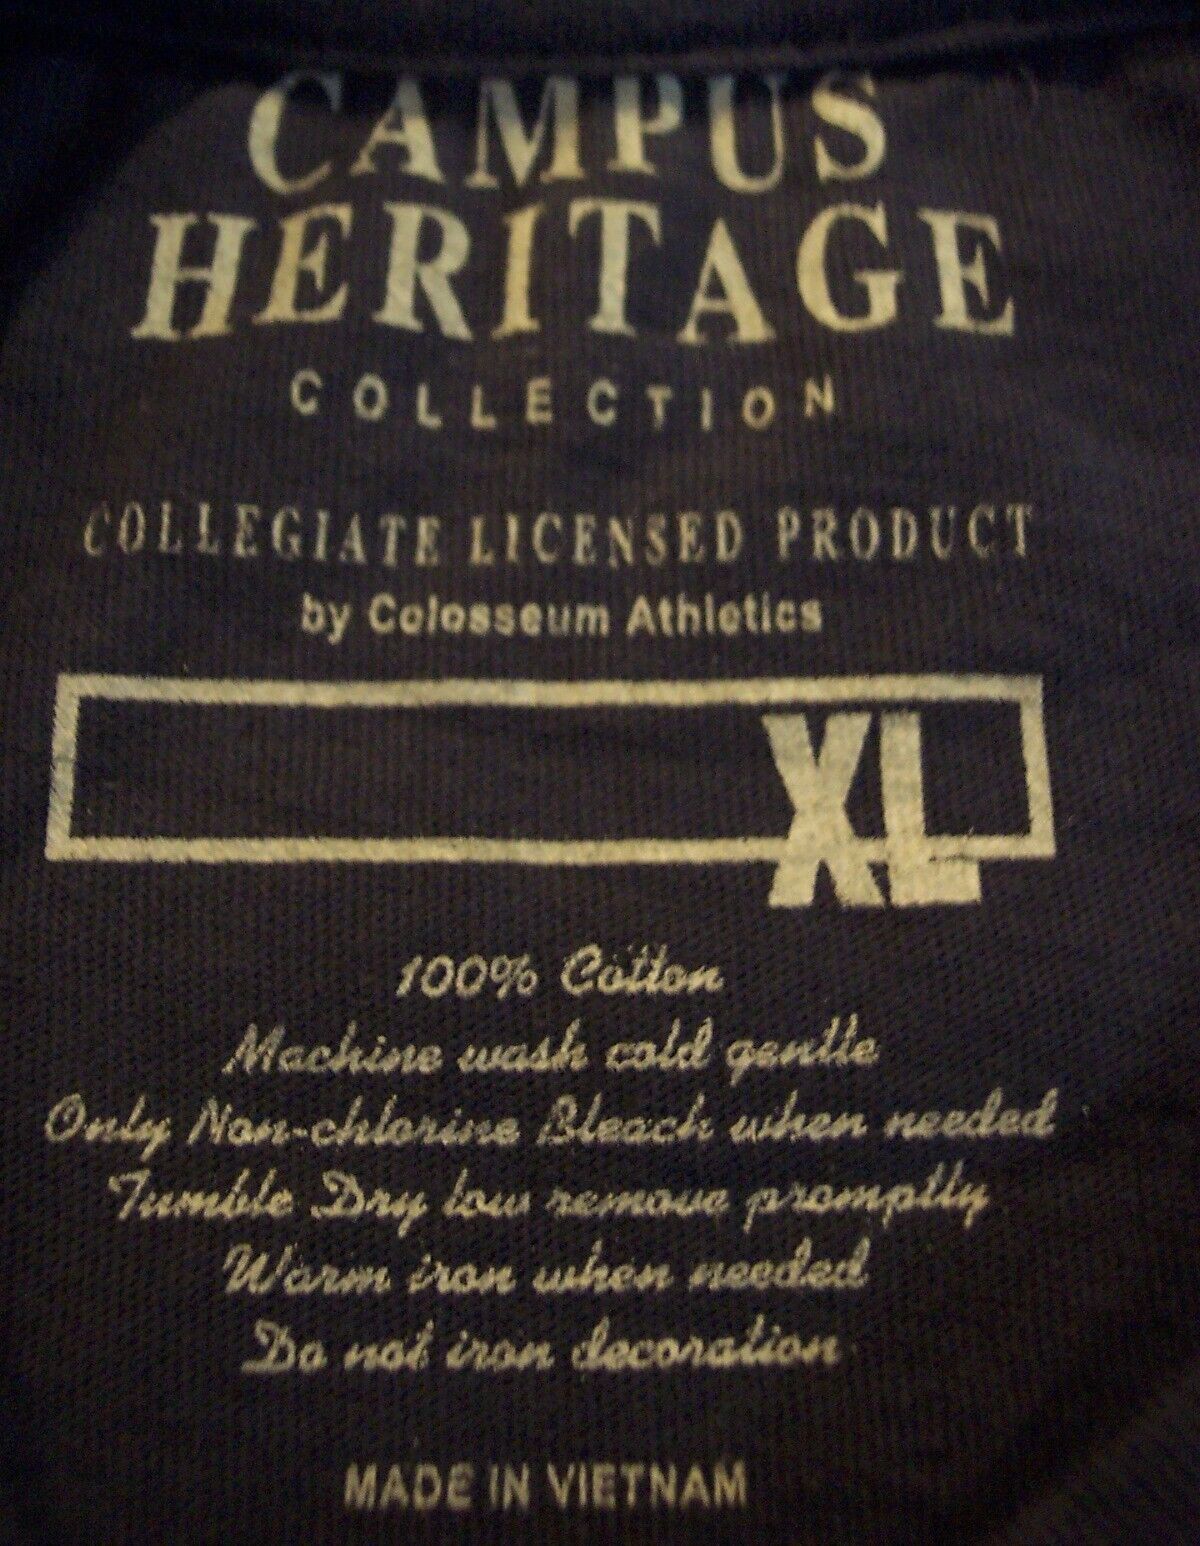 CAMPUS
HERITAGE
COLLECTION
COLLEGIATE LICENSED PRODUCT
by Colosseum Athletics
XL
100% Cotton
Machine wash cold gentle
Only Non-chlorine Bleach when needed
Tumble Dry low remove promptly
Warm iron when needed
Do not iron decoration
MADE IN VIETNAM